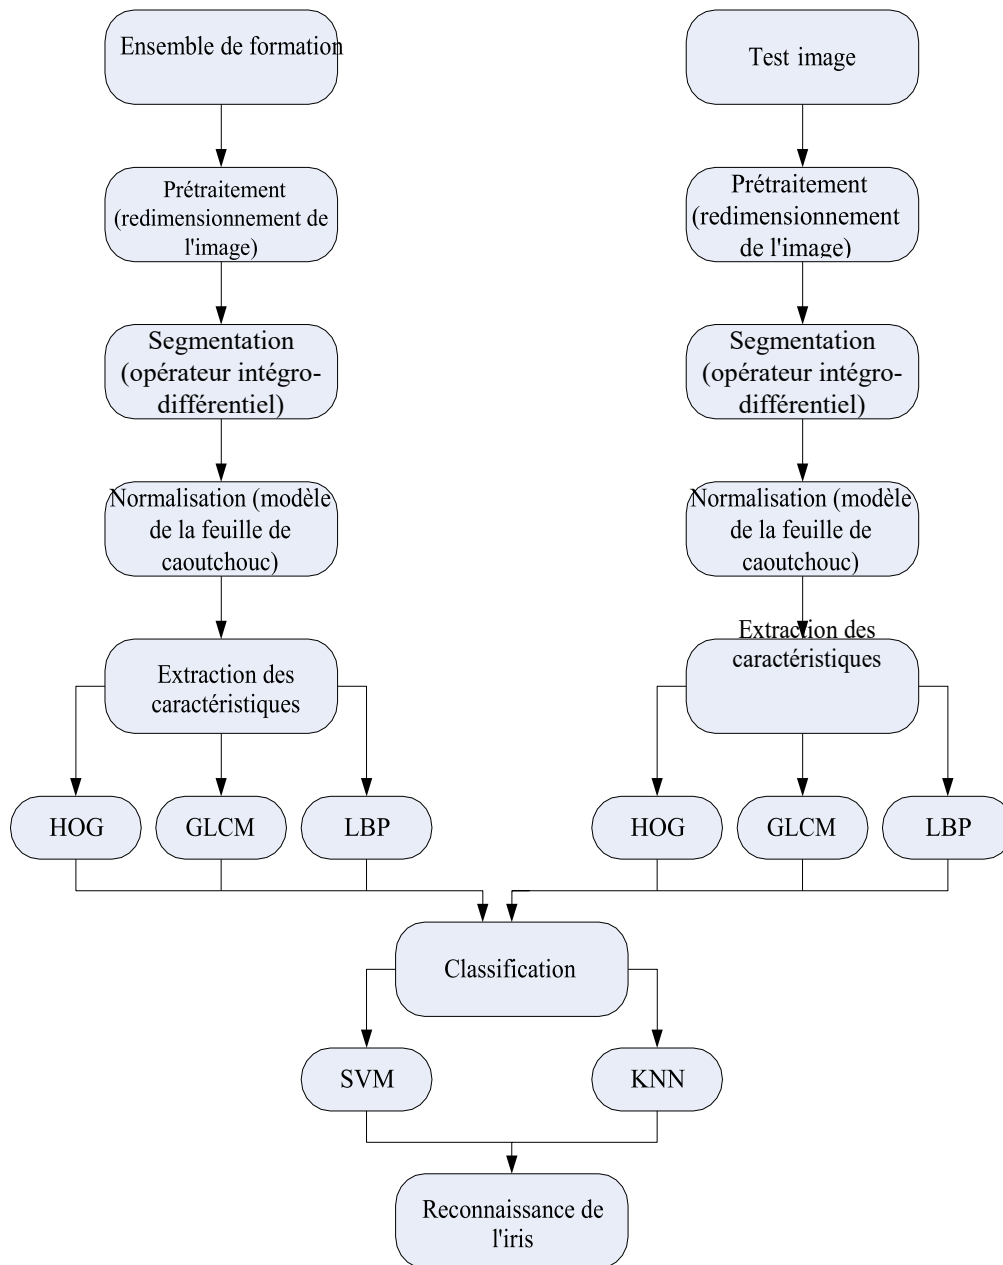 Ensemble de formation
Test image
Prétraitement
(redimensionnement de
l'image)
Prétraitement
(redimensionnement
de l'image)
Segmentation
(opérateur intégro-
différentiel)
Segmentation
(opérateur intégro-
différentiel)
Normalisation (modèle
de la feuille de
caoutchouc)
Normalisation (modèle
de la feuille de
caoutchouc)
Extraction des
caractéristiques
Extraction des
caractéristiques
HOG
GLCM
LBP
HOG
GLCM
LBP
Classification
SVM
KNN
Reconnaissance de
l'iris